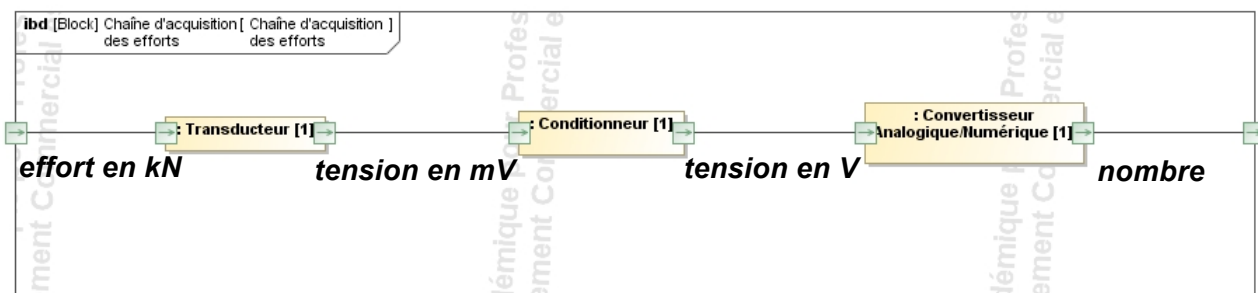 ibd [Block] Chaîne d'acquisition [ Chaîne d'acquisition ]
des efforts des efforts
: Transducteur [1]
: Conditionneur [1]
: Convertisseur
Analogique/Numérique [1]
effort en kN
tension en mV
tension en V
nombre